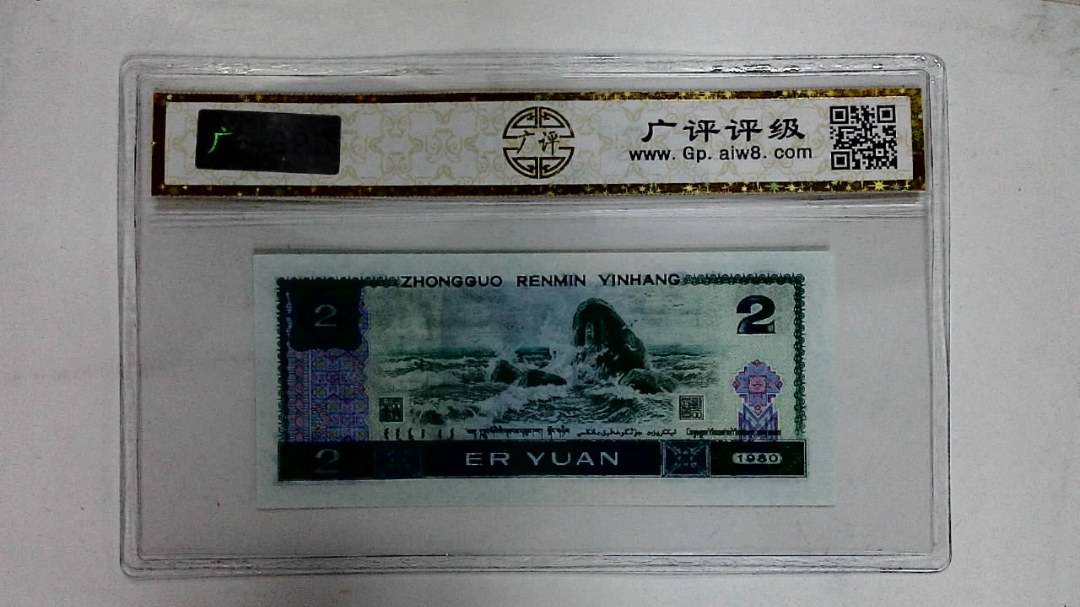 广
广评
广评评级
www.Gp.aiw8.com
ZHONGGUO RENMIN YINHANG
2
2
2
ER YUAN
1980